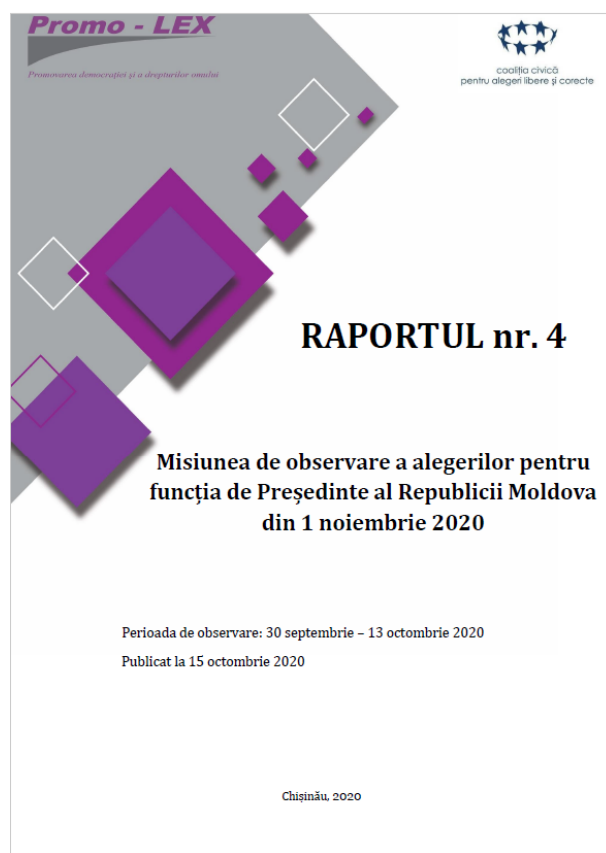 Promo - LEX
Promovarea democrației și a drepturilor omului
coaliția civică
pentru alegeri libere și corecte
RAPORTUL nr. 4
Misiunea de observare a alegerilor pentru
funcția de Președinte al Republicii Moldova
din 1 noiembrie 2020
Perioada de observare: 30 septembrie – 13 octombrie 2020
Publicat la 15 octombrie 2020
Chișinău, 2020